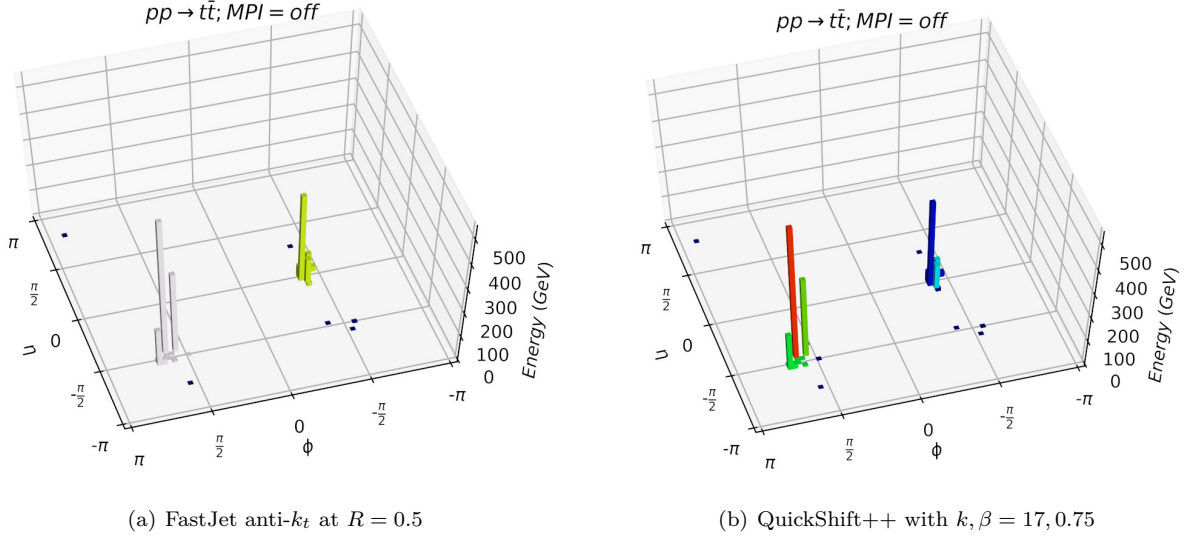 pp → tt̄; MPI = off
π
π/2
0
-π/2
-π
η
π
π/2
0
-π/2
-π
ϕ
500
400
300
200
100
0
Energy (GeV)
(a) FastJet anti-kₜ at R = 0.5
pp → tt̄; MPI = off
π
π/2
0
-π/2
-π
η
π
π/2
0
-π/2
-π
ϕ
500
400
300
200
100
0
Energy (GeV)
(b) QuickShift++ with k, β = 17, 0.75